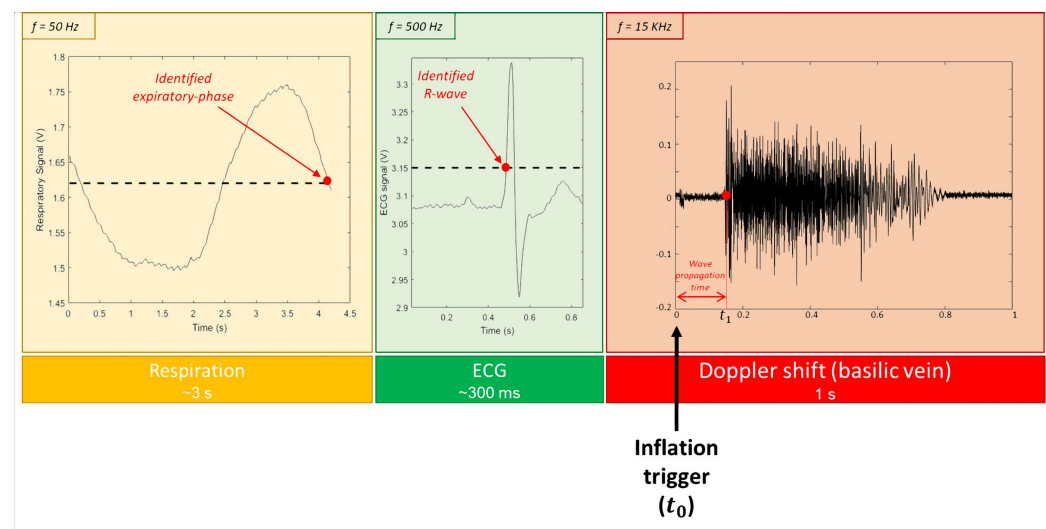 f = 50 Hz
Identified
expiratory-phase
Respiratory Signal (V)
1.8
1.75
1.7
1.65
1.6
1.55
1.5
1.45
0
0.5
1
1.5
2
2.5
3
3.5
4
4.5
Time (s)
Respiration
~3 s
f = 500 Hz
Identified
R-wave
ECG signal (V)
3.3
3.25
3.2
3.15
3.1
3.05
3
2.95
2.9
0.2
0.4
0.6
0.8
Time (s)
ECG
~300 ms
f = 15 KHz
0.2
0.1
0
-0.1
-0.2
Wave
propagation
time
0
t₁
0.2
0.4
0.6
0.8
1
Doppler shift (basilic vein)
1 s
Inflation
trigger
(t₀)